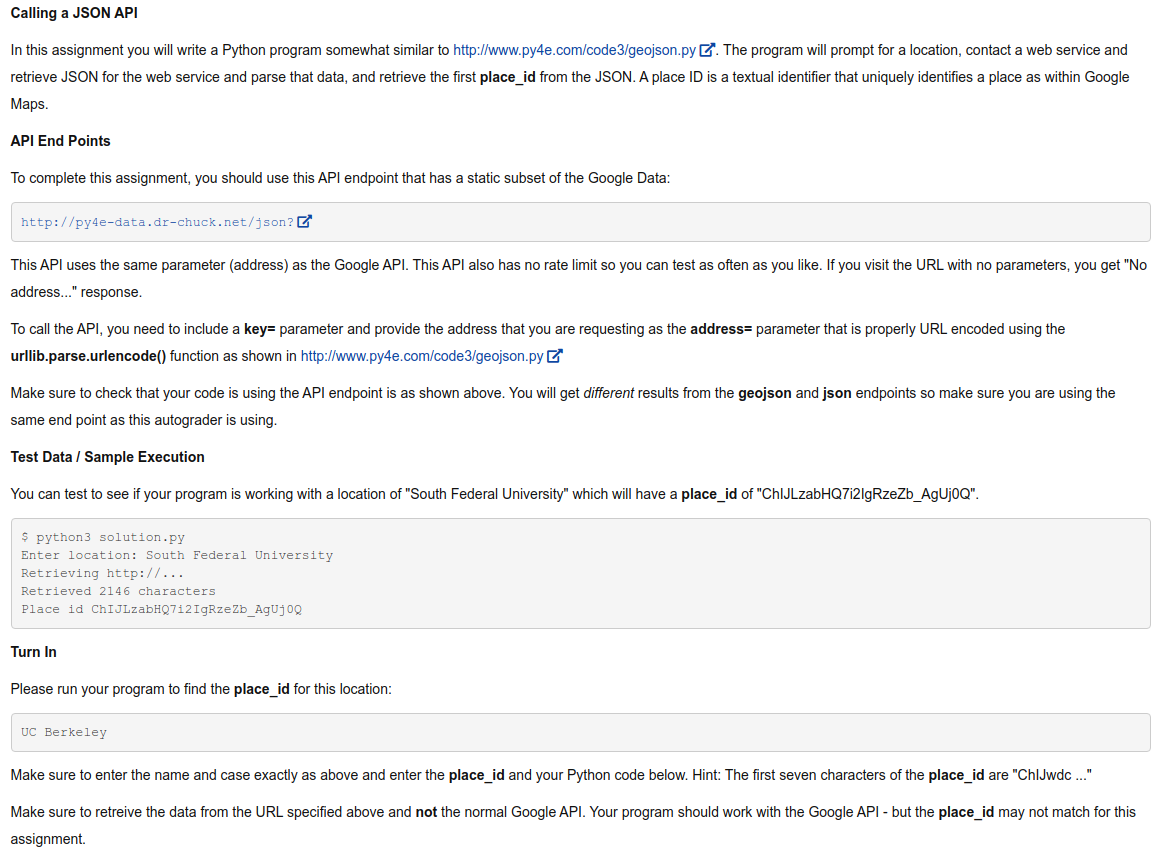 Calling a JSON API
In this assignment you will write a Python program somewhat similar to http://www.py4e.com/code3/geojson.py. The program will prompt for a location, contact a web service and
retrieve JSON for the web service and parse that data, and retrieve the first place_id from the JSON. A place ID is a textual identifier that uniquely identifies a place as within Google
Maps.
API End Points
To complete this assignment, you should use this API endpoint that has a static subset of the Google Data:
http://py4e-data.dr-chuck.net/json?
This API uses the same parameter (address) as the Google API. This API also has no rate limit so you can test as often as you like. If you visit the URL with no parameters, you get "No
address..." response.
To call the API, you need to include a key= parameter and provide the address that you are requesting as the address= parameter that is properly URL encoded using the
urllib.parse.urlencode() function as shown in http://www.py4e.com/code3/geojson.py
Make sure to check that your code is using the API endpoint is as shown above. You will get different results from the geojson and json endpoints so make sure you are using the
same end point as this autograder is using.
Test Data / Sample Execution
You can test to see if your program is working with a location of "South Federal University" which will have a place_id of "ChIJLzabHQ7i2IgRzeZb_AgUj0Q".
$ python3 solution.py
Enter location: South Federal University
Retrieving http://...
Retrieved 2146 characters
Place id ChIJLzabHQ7i2IgRzeZb_AgUj0Q
Turn In
Please run your program to find the place_id for this location:
UC Berkeley
Make sure to enter the name and case exactly as above and enter the place_id and your Python code below. Hint: The first seven characters of the place_id are "ChIJwdc ..."
Make sure to retreive the data from the URL specified above and not the normal Google API. Your program should work with the Google API - but the place_id may not match for this
assignment.